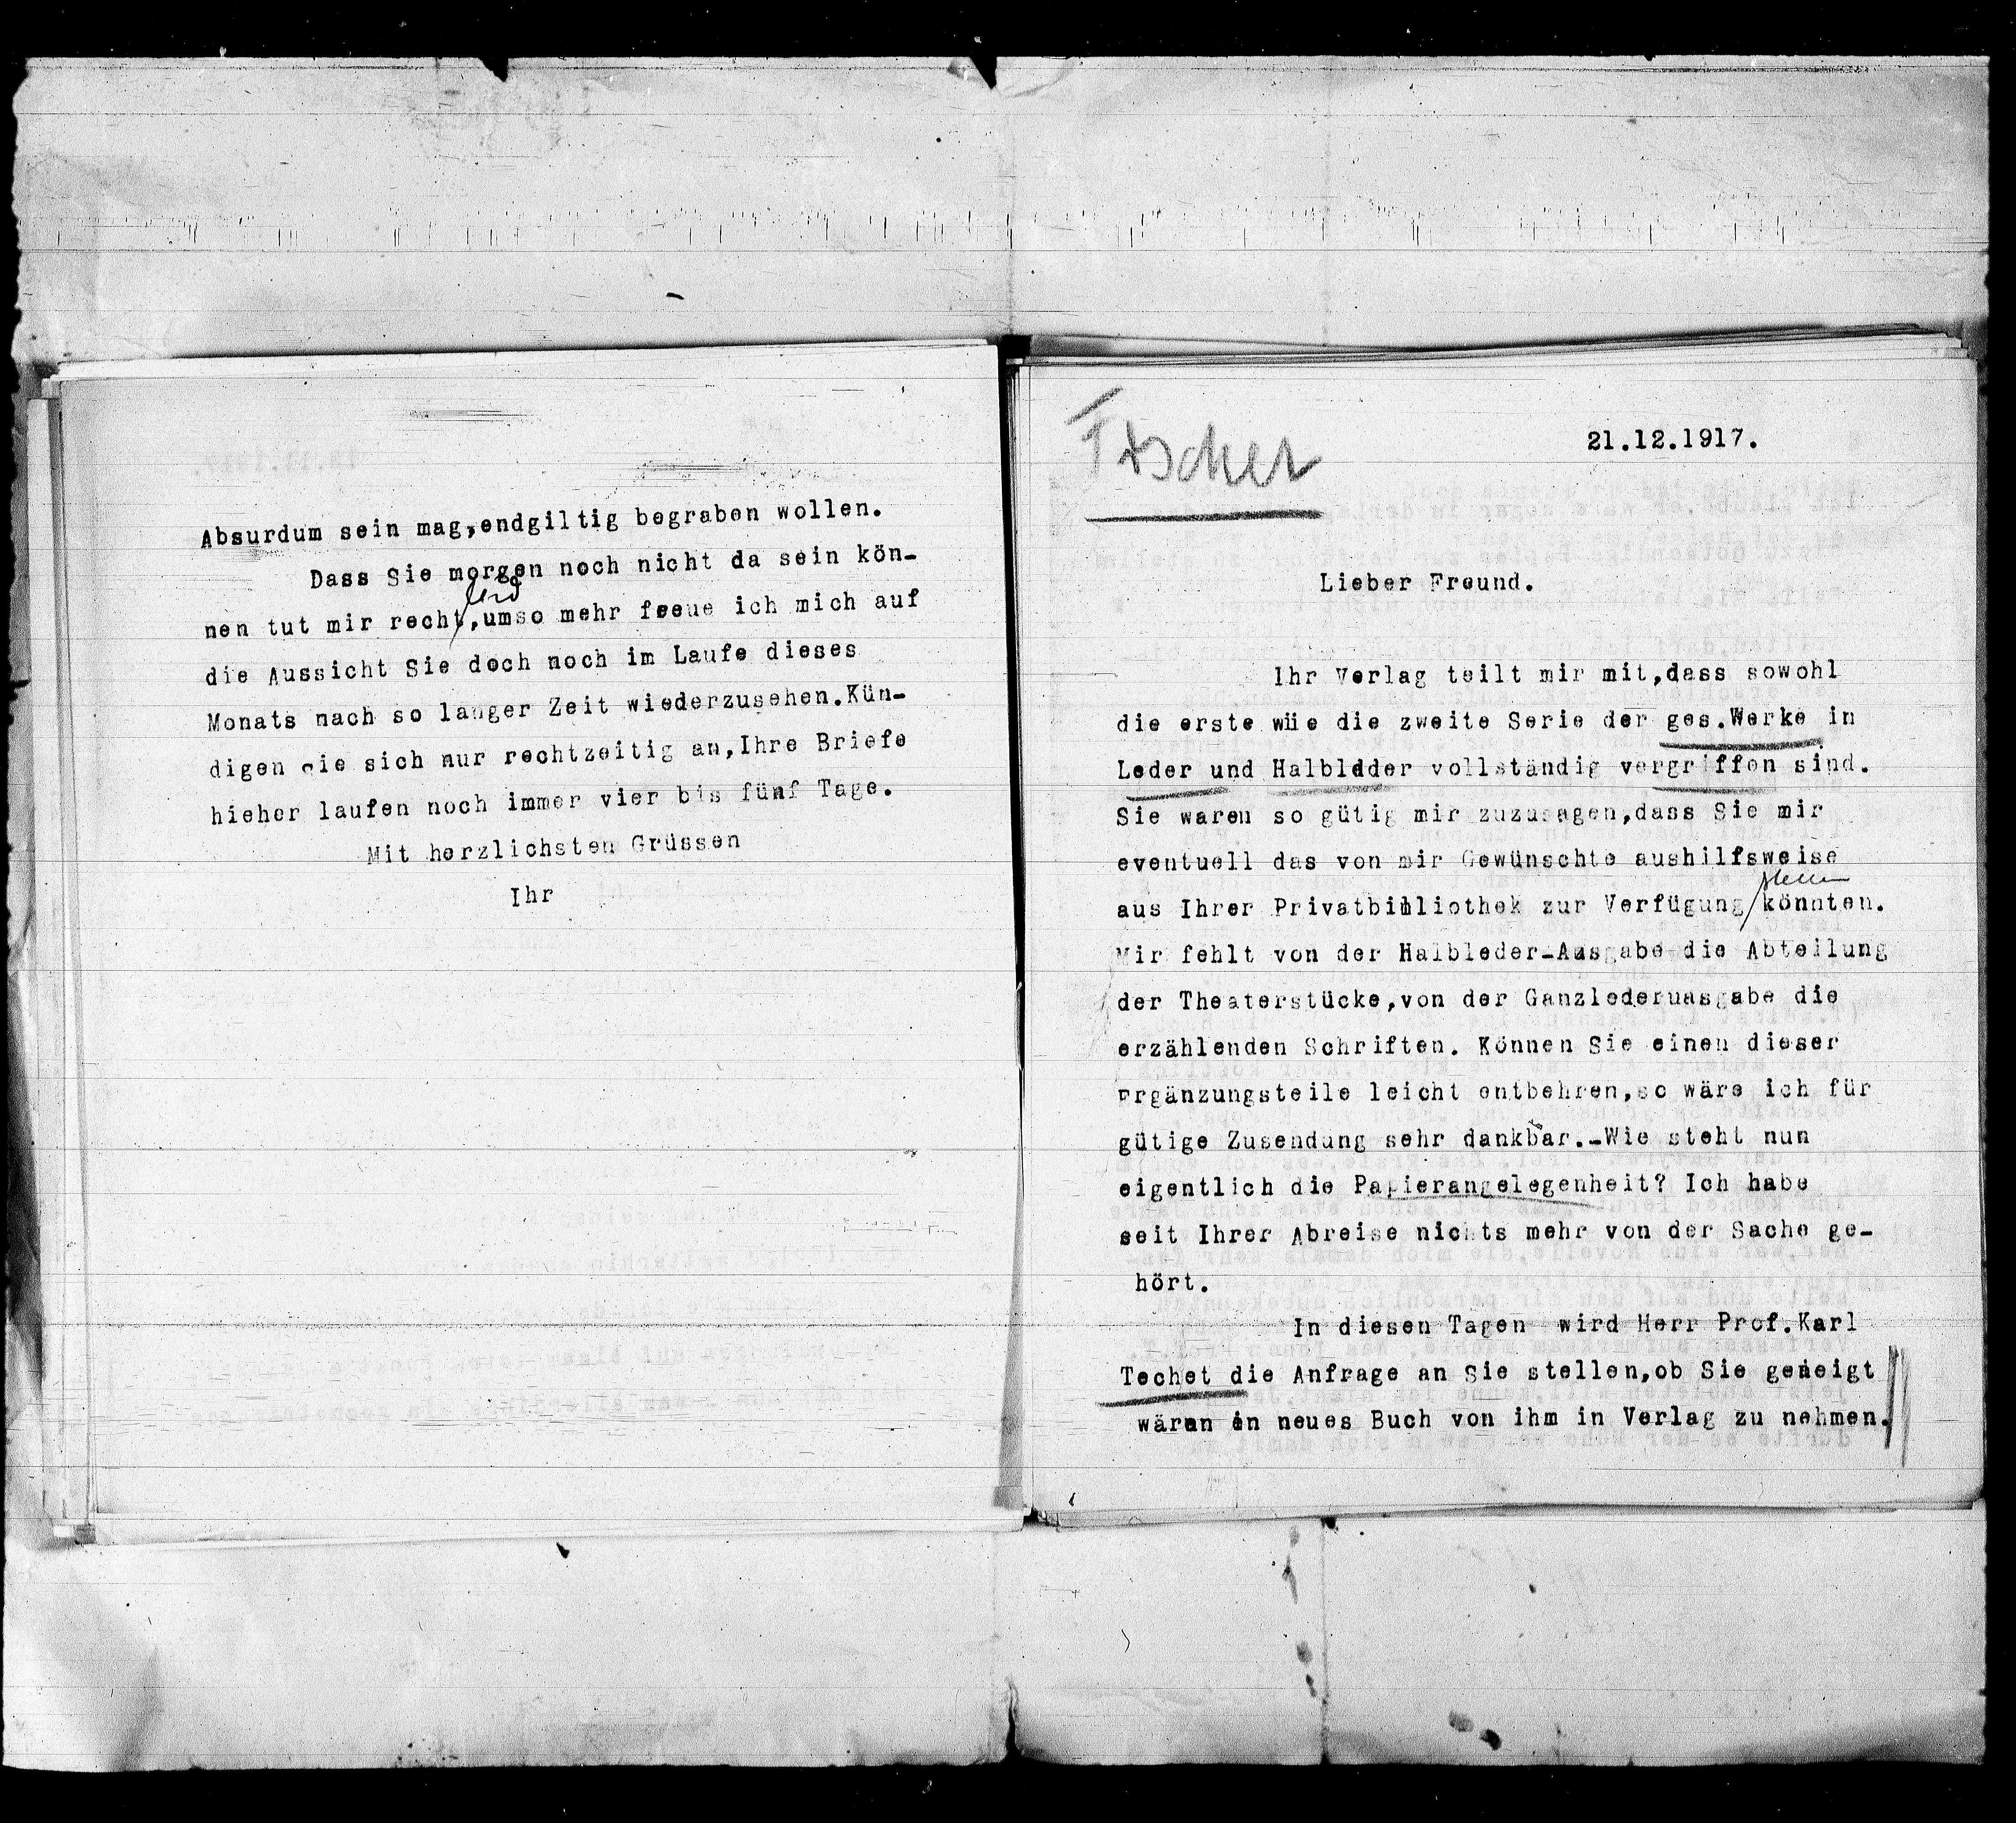 Absurdum sein mag,endgiltig begraben wollen.
Dass Sie morgen noch nicht da sein kön-
nen tut mir recht leid,umso mehr freue ich mich auf
die Aussicht Sie doch noch im Laufe dieses
Monats nach so langer Zeit wiederzusehen.Kün-
digen Sie sich nur rechtzeitig an,Ihre Briefe
hieher laufen noch immer vier bis fünf Tage.
Mit herzlichsten Grüssen
Ihr
Fischer
21.12.1917.
Lieber Freund.
Ihr Verlag teilt mir mit,dass sowohl
die erste wie die zweite Serie der ges.Werke in
Leder und Halbleder vollständig vergriffen sind.
Sie waren so gütig mir zuzusagen,dass Sie mir
eventuell das von mir Gewünschte aushilfsweise
aus Ihrer Privatbibliothek zur Verfügung stellen könnten.
Mir fehlt von der Halbleder-Ausgabe die Abteilung
der Theaterstücke,von der Ganzlederuasgabe die
erzählenden Schriften. Können Sie einen dieser
Ergänzungsteile leicht entbehren,so wäre ich für
gütige Zusendung sehr dankbar.-Wie steht nun
eigentlich die Papierangelegenheit? Ich habe
seit Ihrer Abreise nichts mehr von der Sache ge-
hört.
In diesen Tagen wird Herr Prof.Karl
Techet die Anfrage an Sie stellen,ob Sie geneigt
wären ein neues Buch von ihm in Verlag zu nehmen.